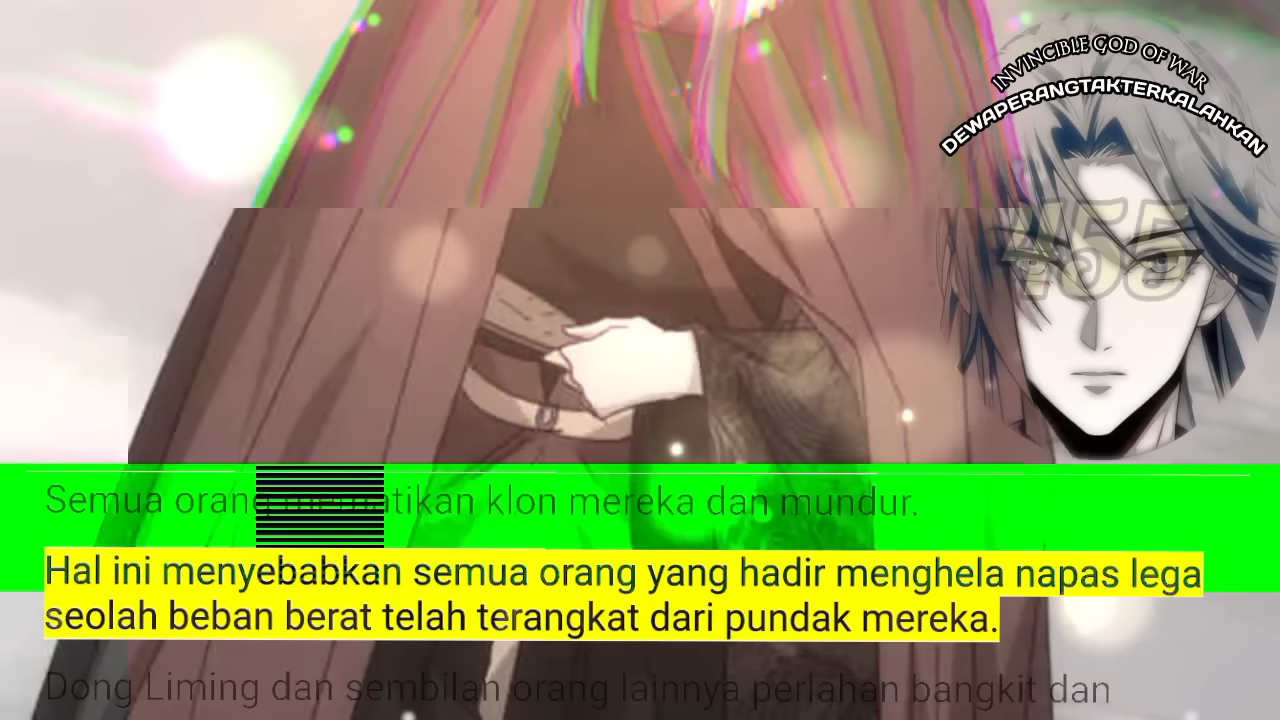 INVINCIBLE GOD OF WAR
DEWAPERANGTAKTERKALAHKAN
455
Semua orang mematikan klon mereka dan mundur.
Hal ini menyebabkan semua orang yang hadir menghela napas lega
seolah beban berat telah terangkat dari pundak mereka.
Dong Liming dan sembilan orang lainnya perlahan bangkit dan